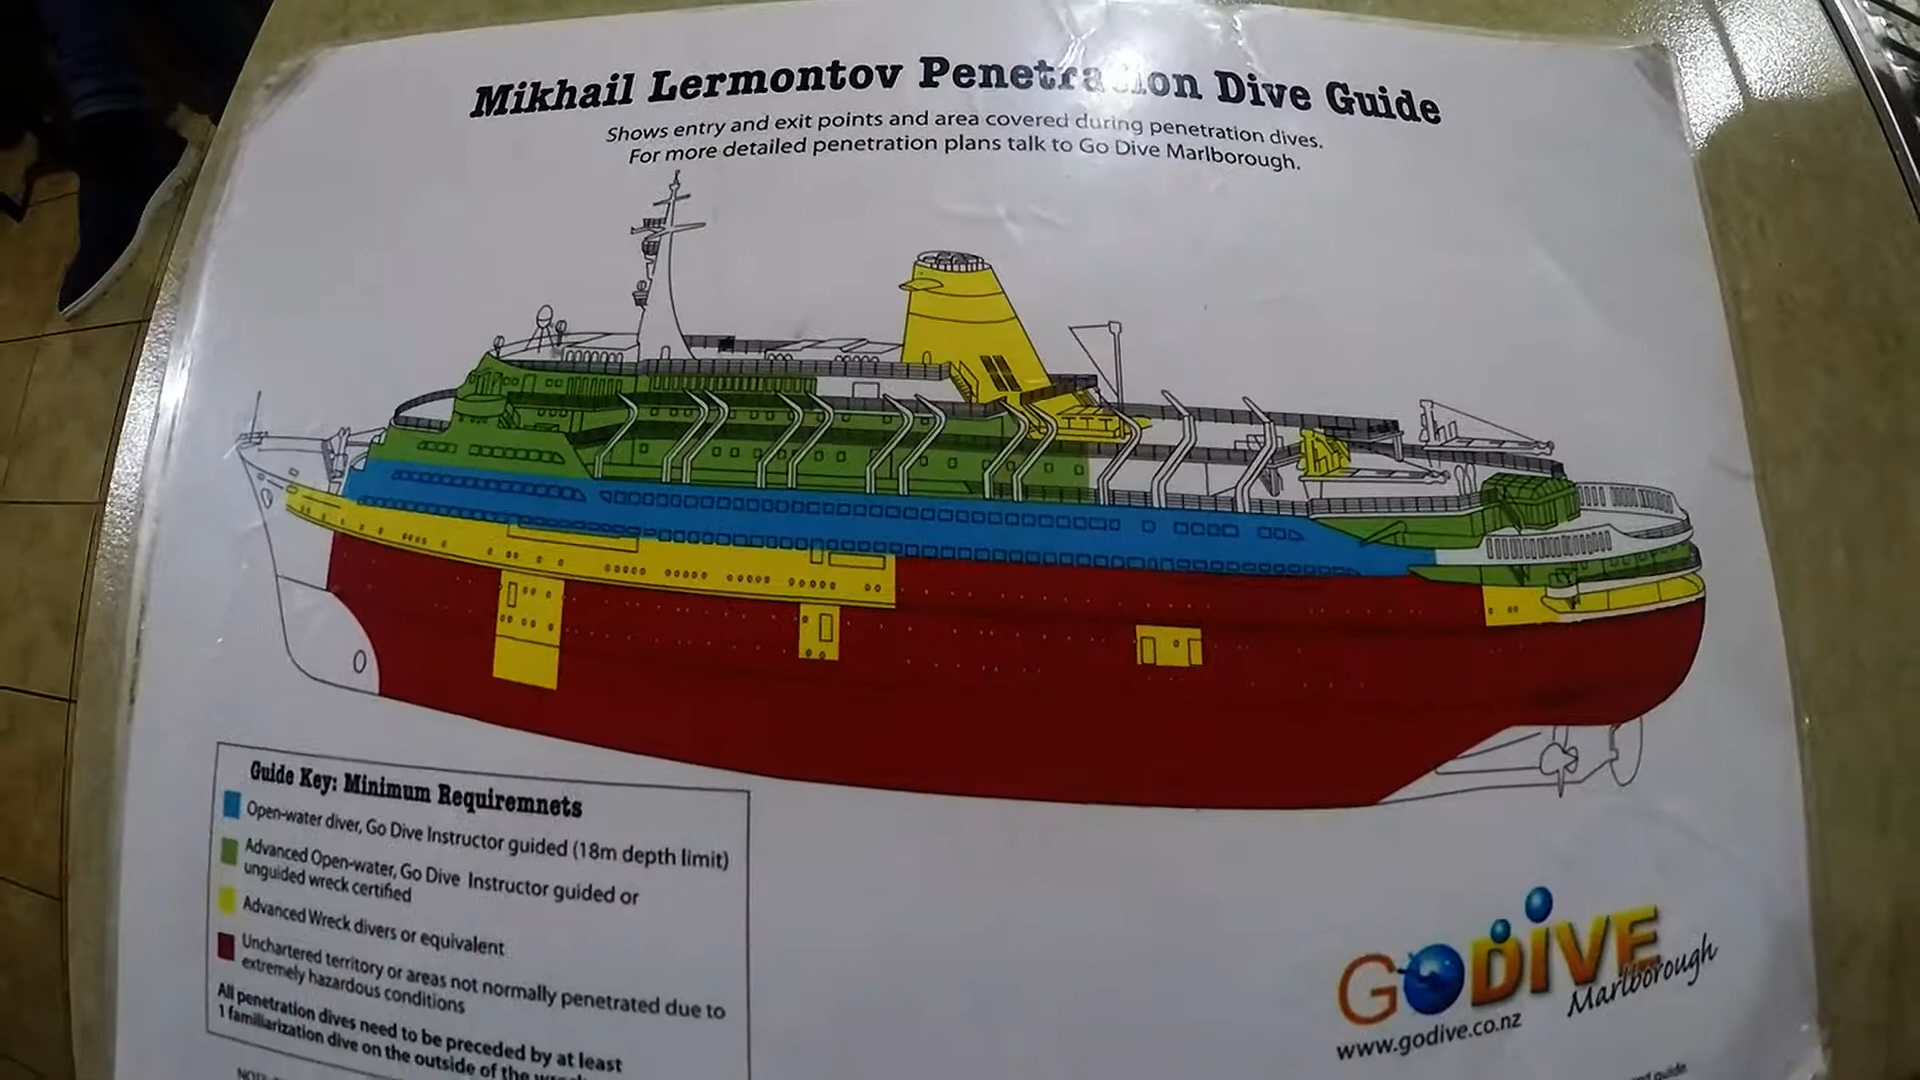 Mikhail Lermontov Penetration Dive Guide
Shows entry and exit points and area covered during penetration dives.
For more detailed penetration plans talk to Go Dive Marlborough.
Guide Key: Minimum Requiremnets
Open-water diver, Go Dive Instructor guided (18m depth limit)
Advanced Open-water, Go Dive Instructor guided or
unguided wreck certified
Advanced Wreck divers or equivalent
Unchartered territory or areas not normally penetrated due to
extremely hazardous conditions
All penetration dives need to be preceded by at least
1 familiarization dive on the outside of the
GO DIVE
Marlborough
www.godive.co.nz
guide